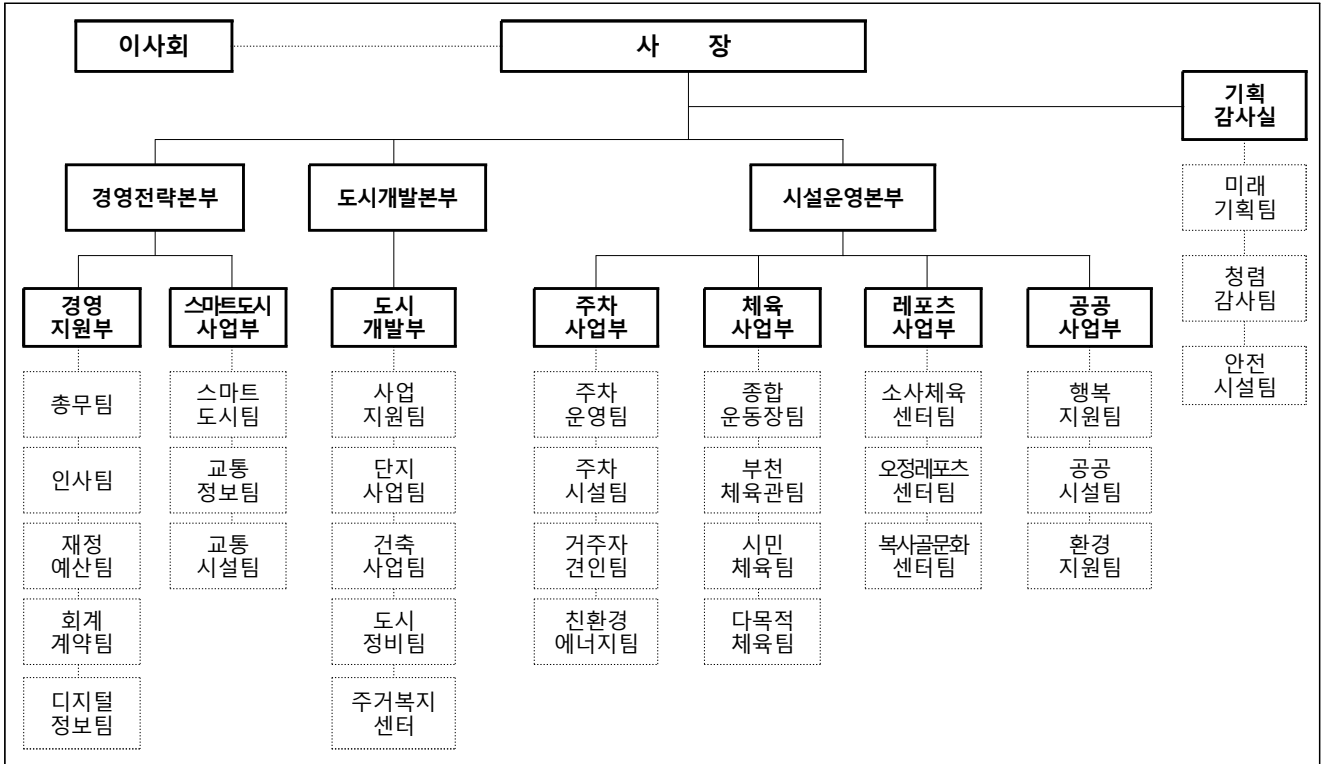 이사회
사 장
기획
감사실
미래
기획팀
청렴
감사팀
안전
시설팀
경영전략본부
도시개발본부
시설운영본부
경영
지원부
총무팀
인사팀
재정
예산팀
회계
계약팀
디지털
정보팀
스마트도시
사업부
스마트
도시팀
교통
정보팀
교통
시설팀
도시
개발부
사업
지원팀
단지
사업팀
건축
사업팀
도시
정비팀
주거복지
센터
주차
사업부
주차
운영팀
주차
시설팀
거주자
견인팀
친환경
에너지팀
체육
사업부
종합
운동장팀
부천
체육관팀
시민
체육팀
다목적
체육팀
레포츠
사업부
소사체육
센터팀
오정레포츠
센터팀
복사골문화
센터팀
공공
사업부
행복
지원팀
공공
시설팀
환경
지원팀